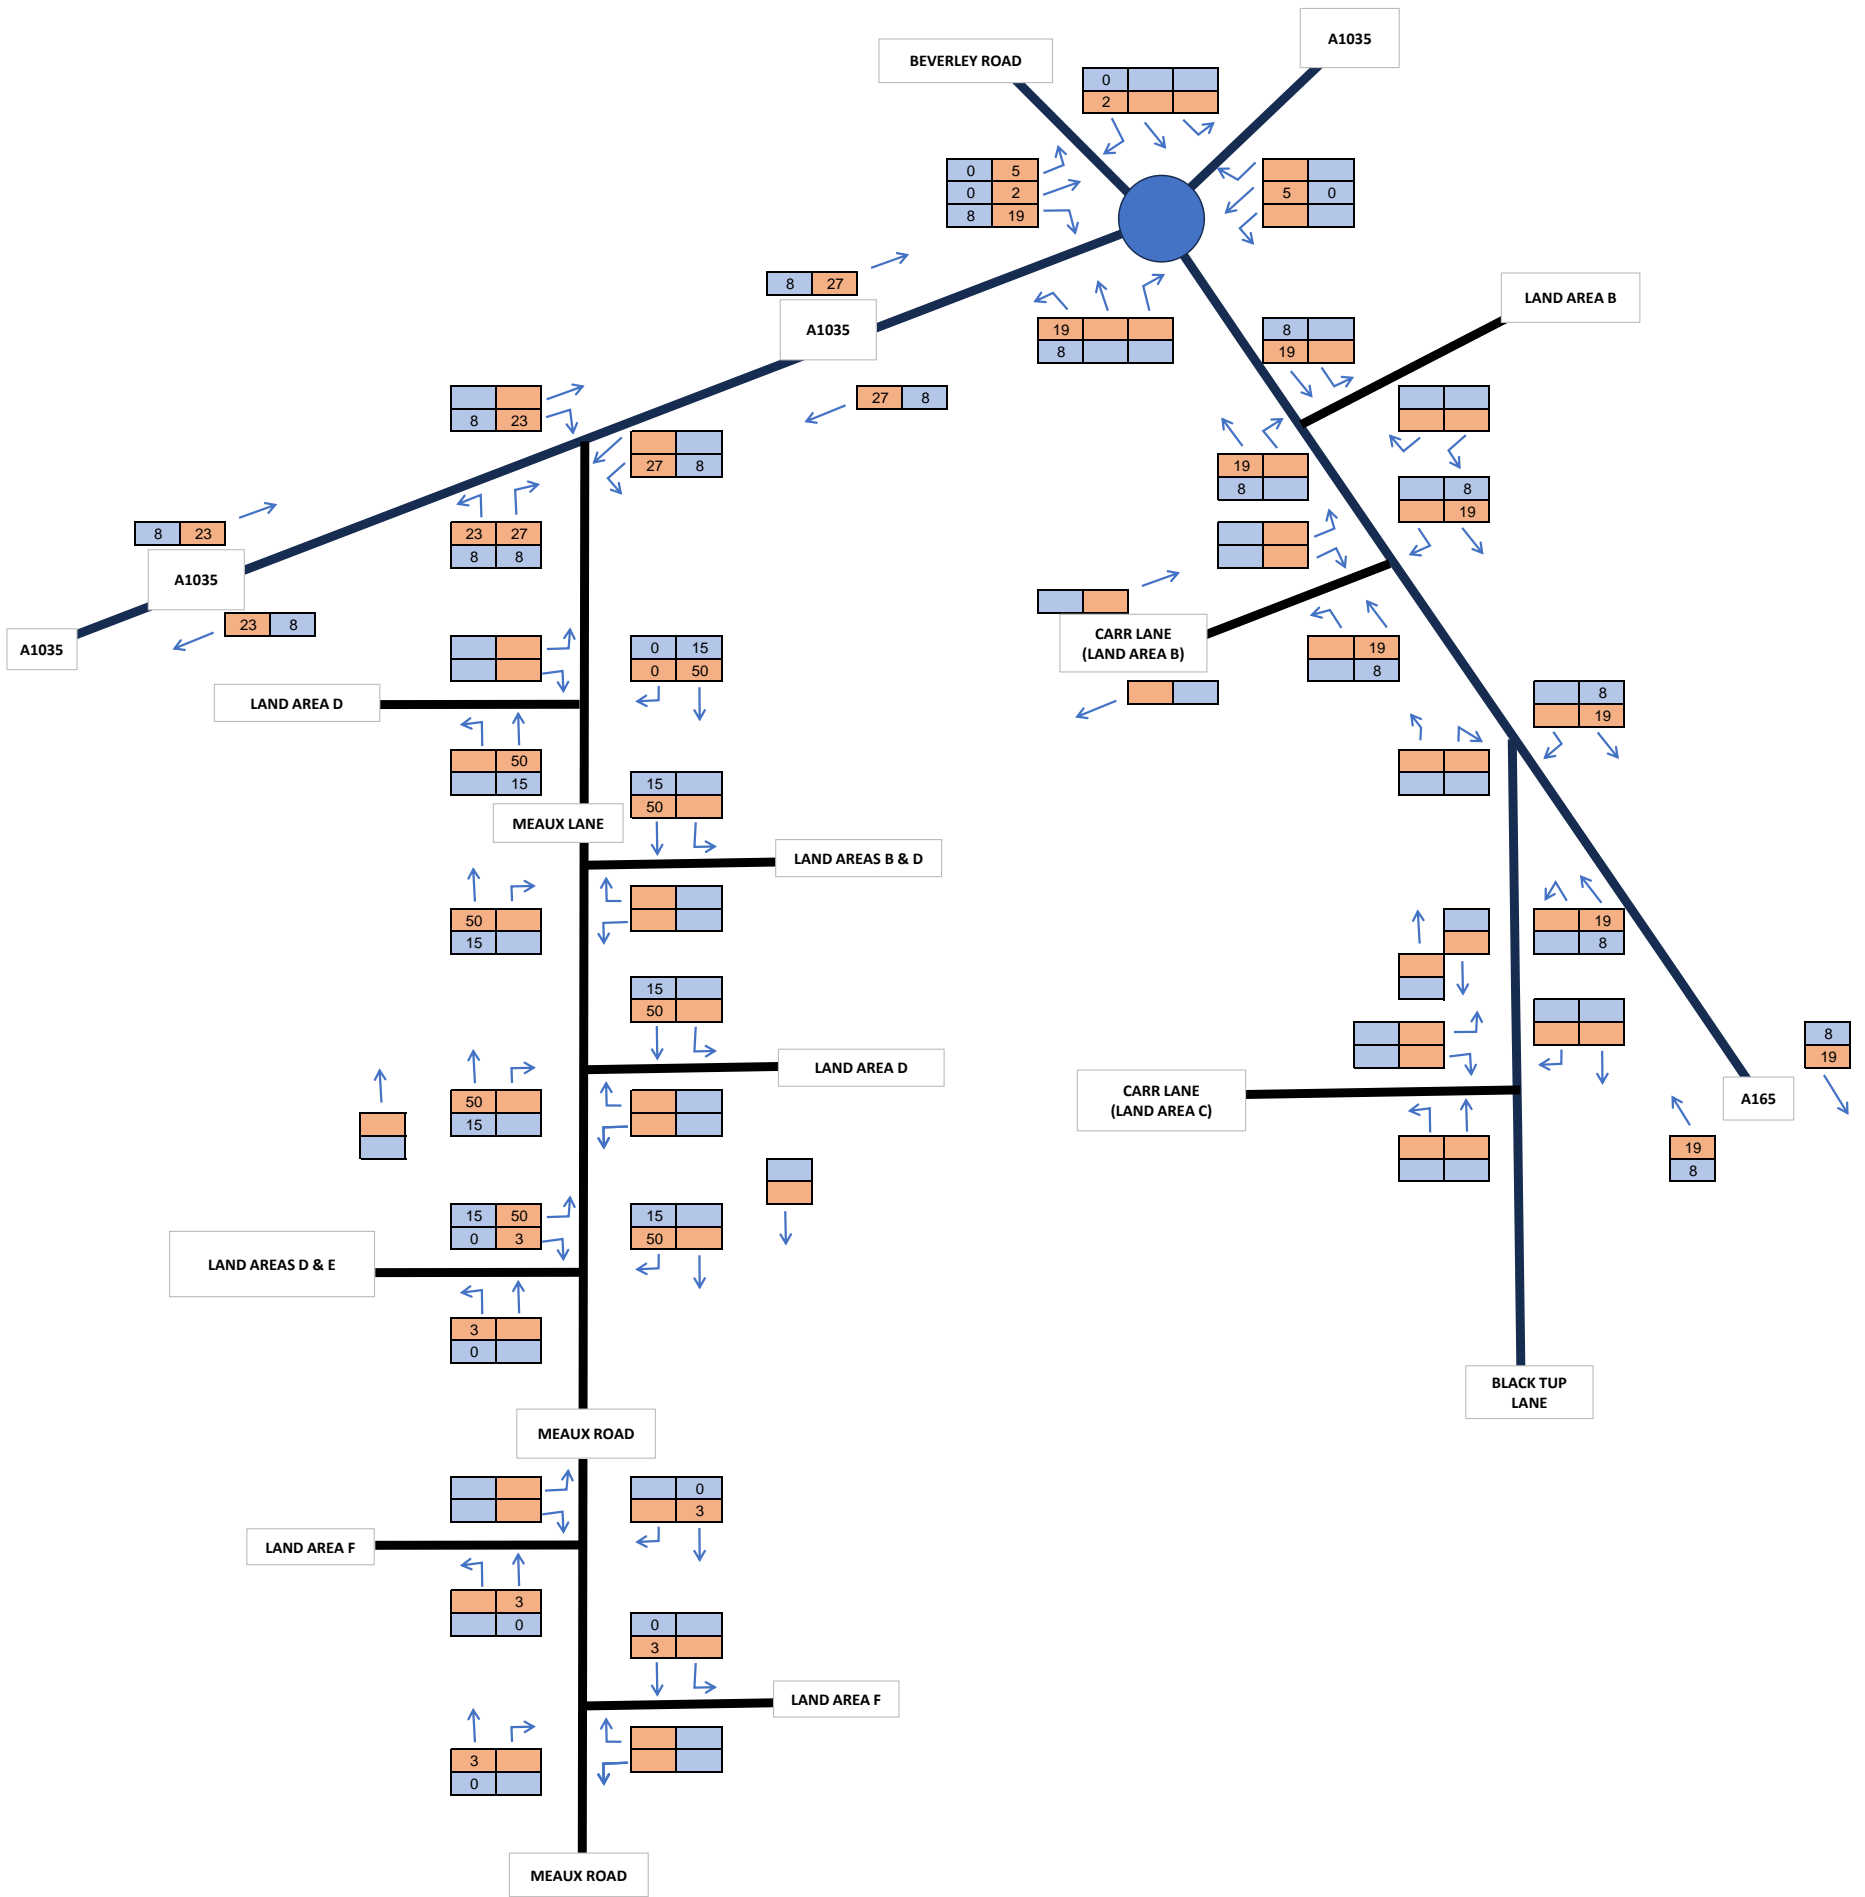 A1035
BEVERLEY ROAD
0
2
0 5
0 2
8 19
5 0
8 27
A1035
LAND AREA B
19
8
8
19
8 23
27 8
27 8
19
8
8
19
8 23
23 27
8 8
A1035
23 8
A1035
CARR LANE
(LAND AREA B)
19
8
0 15
0 50
LAND AREA D
8
19
50
15
15
50
MEAUX LANE
LAND AREAS B & D
50
15
19
8
15
50
LAND AREA D
50
15
CARR LANE
(LAND AREA C)
8
19
A165
19
8
15 50
0 3
15
50
LAND AREAS D & E
3
0
BLACK TUP
LANE
MEAUX ROAD
0
3
LAND AREA F
3
0
0
3
LAND AREA F
3
0
MEAUX ROAD